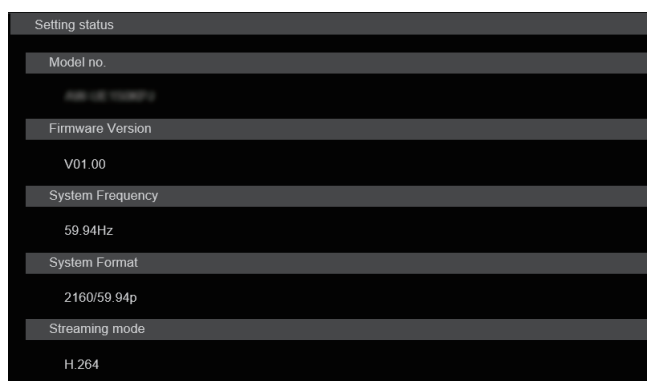 Setting status
Model no.
Firmware Version
V01.00
System Frequency
59.94Hz
System Format
2160/59.94p
Streaming mode
H.264